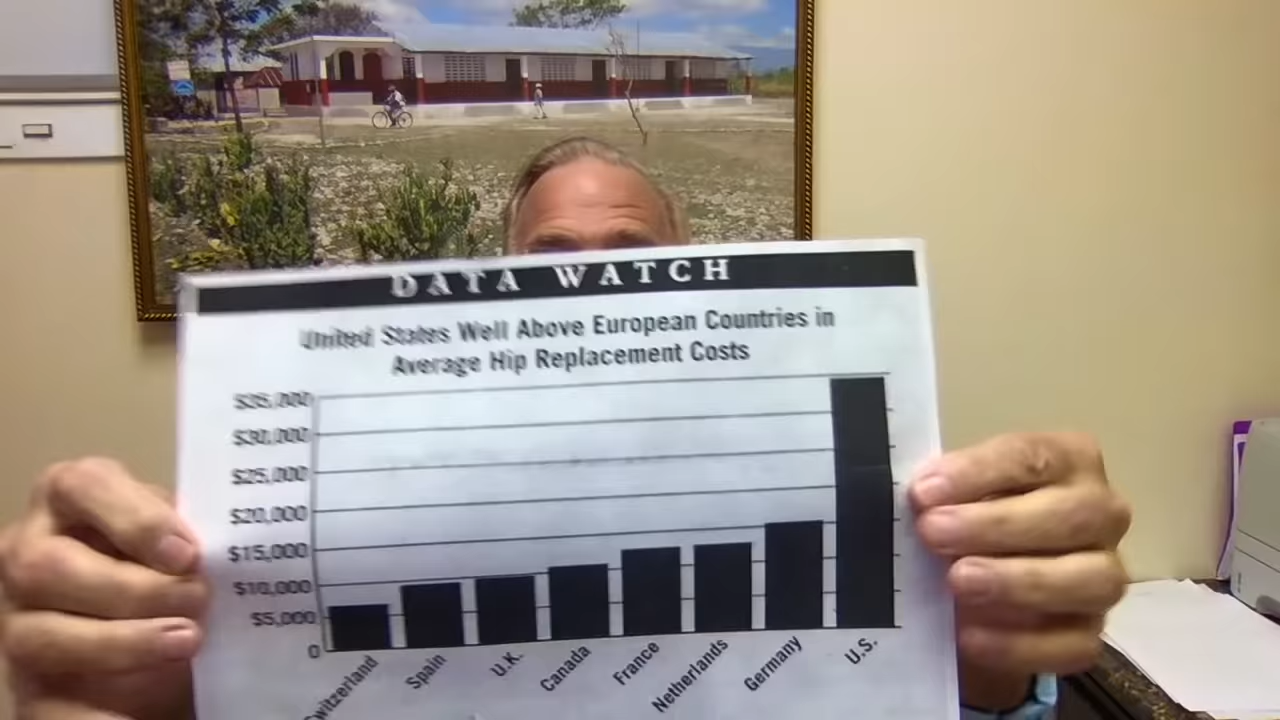 DATA WATCH
United States Well Above European Countries in
Average Hip Replacement Costs
$35,000
$30,000
$25,000
$20,000
$15,000
$10,000
$5,000
0
Switzerland
Spain
U.K.
Canada
France
Netherlands
Germany
U.S.